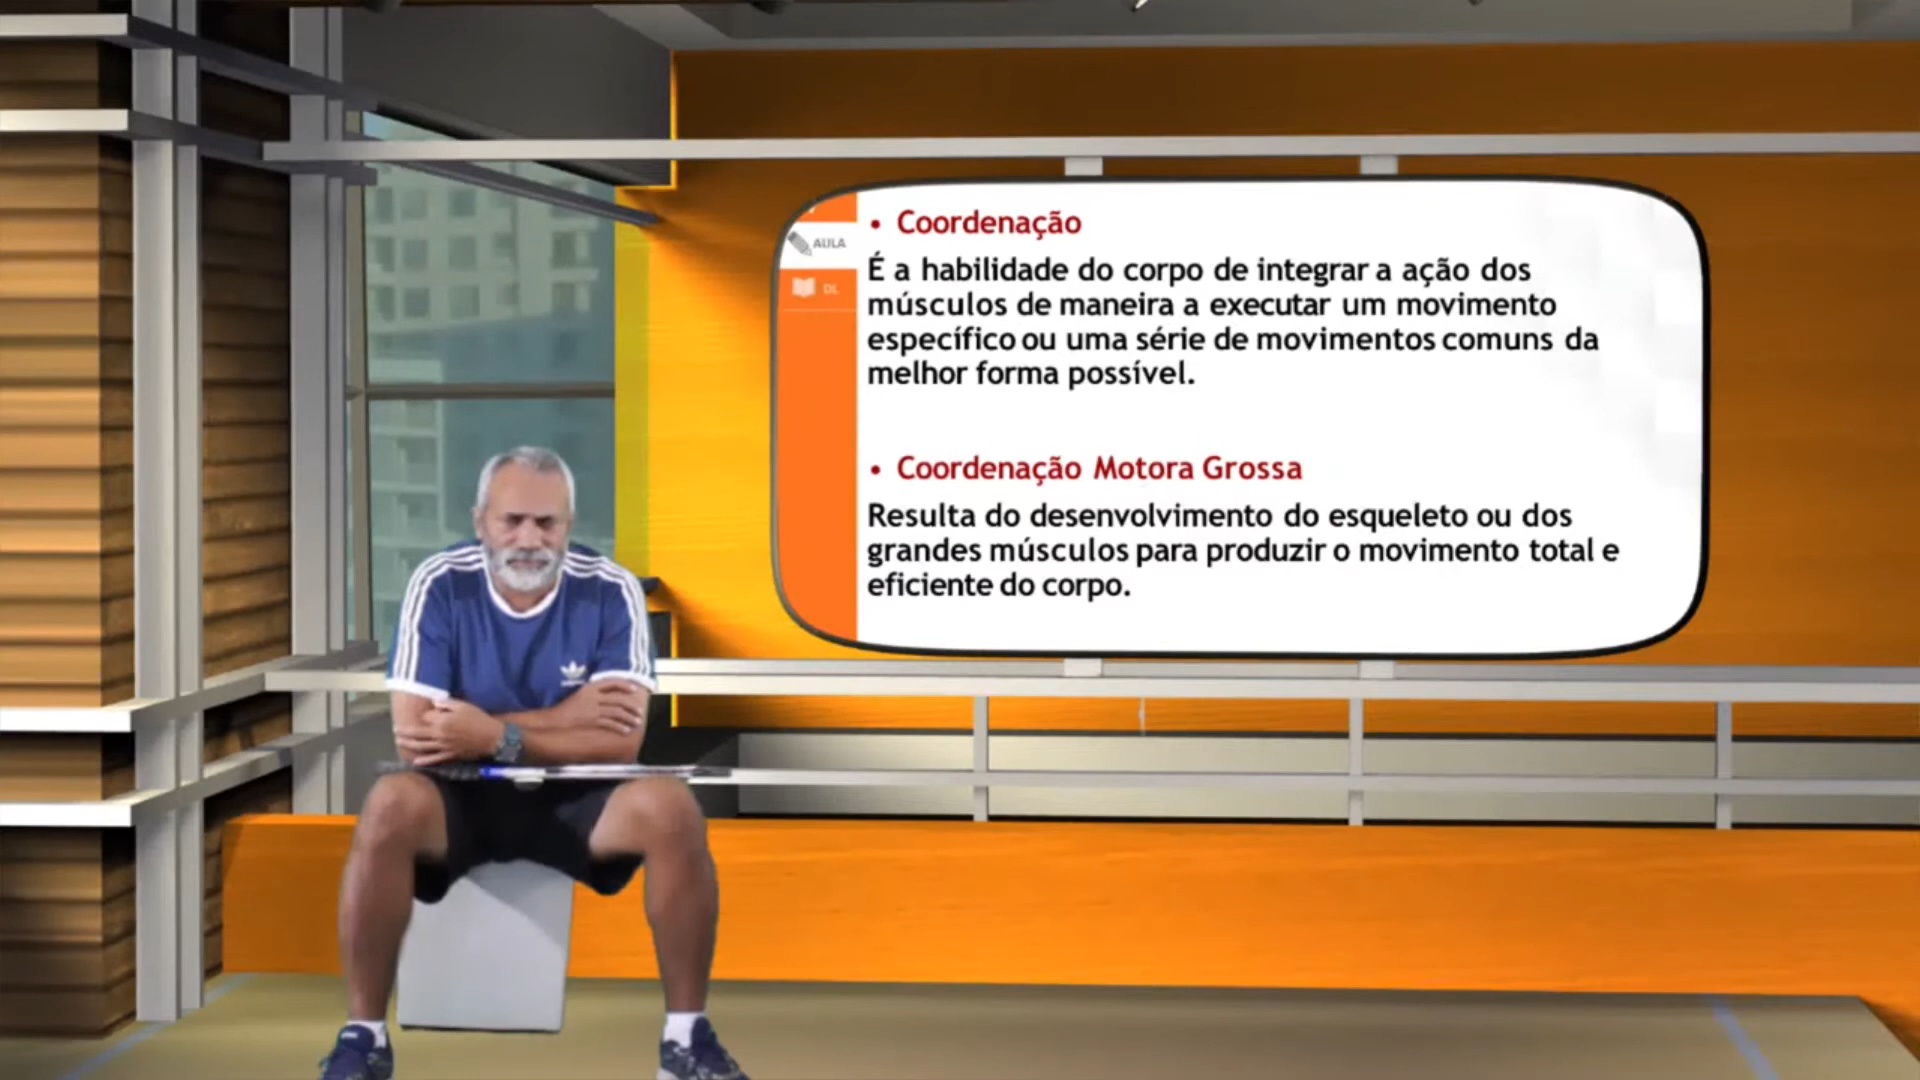 • Coordenação
AULA
É a habilidade do corpo de integrar a ação dos
músculos de maneira a executar um movimento
DL
específico ou uma série de movimentos comuns da
melhor forma possível.
• Coordenação Motora Grossa
Resulta do desenvolvimento do esqueleto ou dos
grandes músculos para produzir o movimento total e
eficiente do corpo.